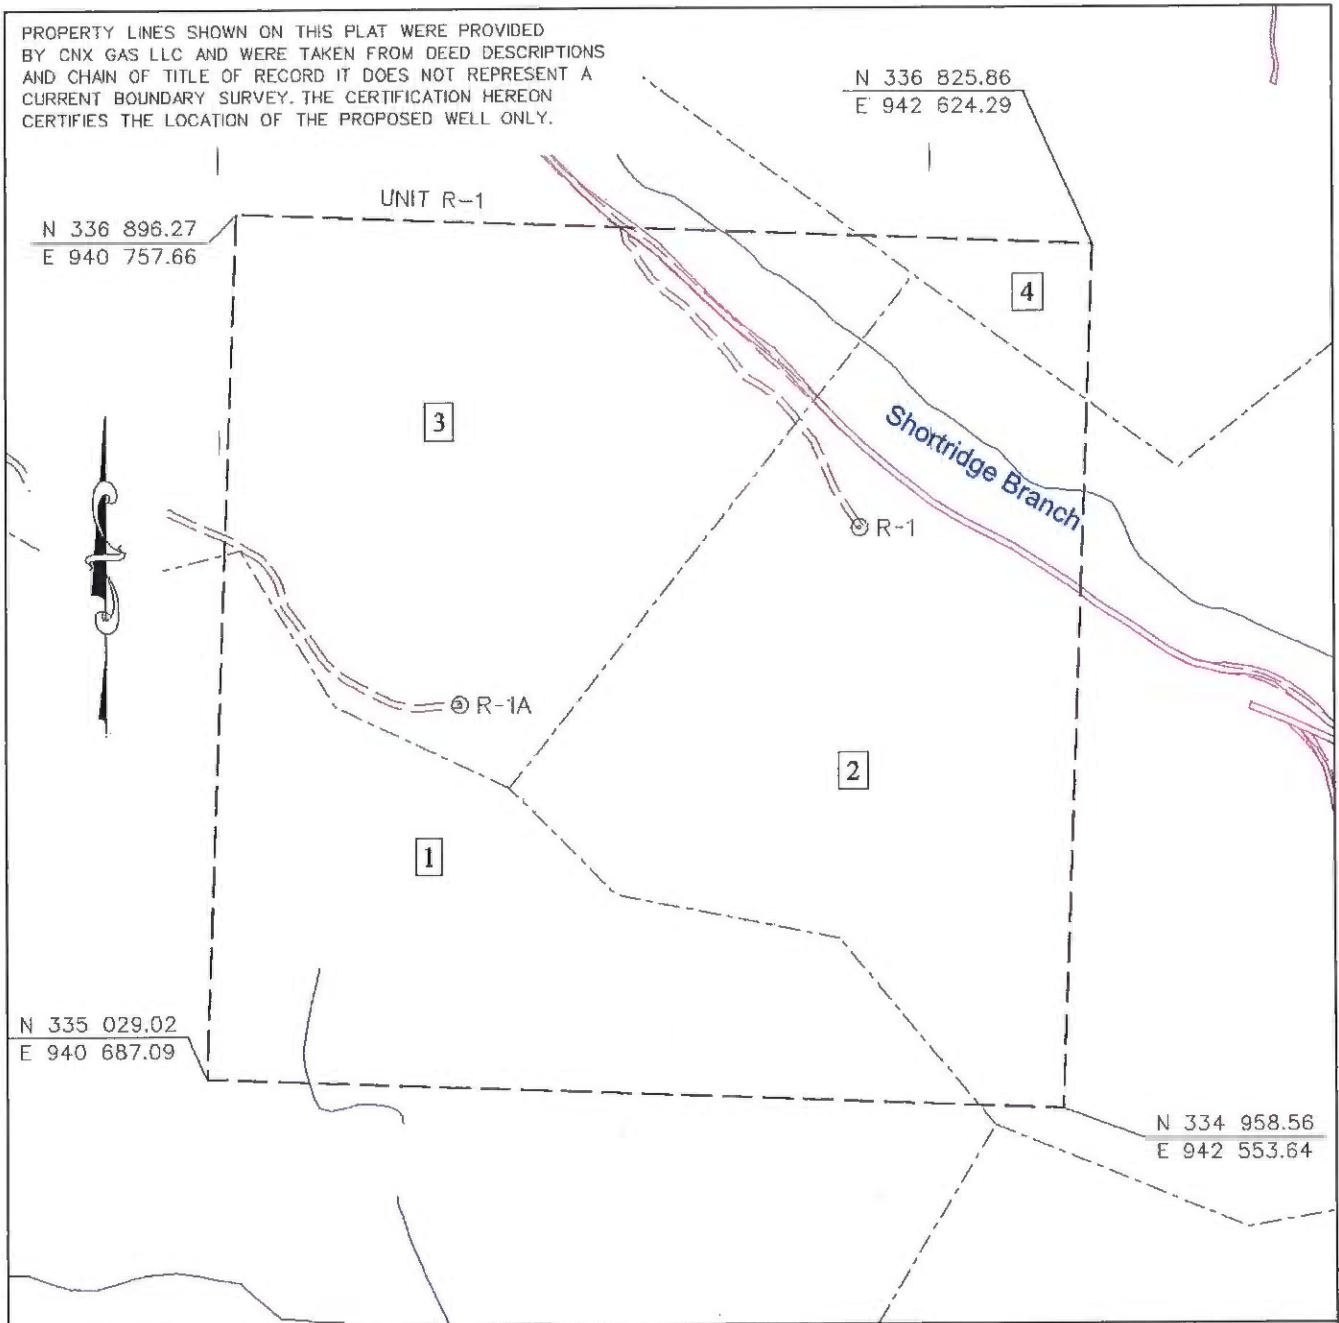 PROPERTY LINES SHOWN ON THIS PLAT WERE PROVIDED
BY CNX GAS LLC AND WERE TAKEN FROM DEED DESCRIPTIONS
AND CHAIN OF TITLE OF RECORD IT DOES NOT REPRESENT A
CURRENT BOUNDARY SURVEY. THE CERTIFICATION HEREON
CERTIFIES THE LOCATION OF THE PROPOSED WELL ONLY.
N 336 825.86
E 942 624.29
UNIT R-1
N 336 896.27
E 940 757.66
4
3
Shortridge Branch
R-1
R-1A
2
1
N 335 029.02
E 940 687.09
N 334 958.56
E 942 553.64